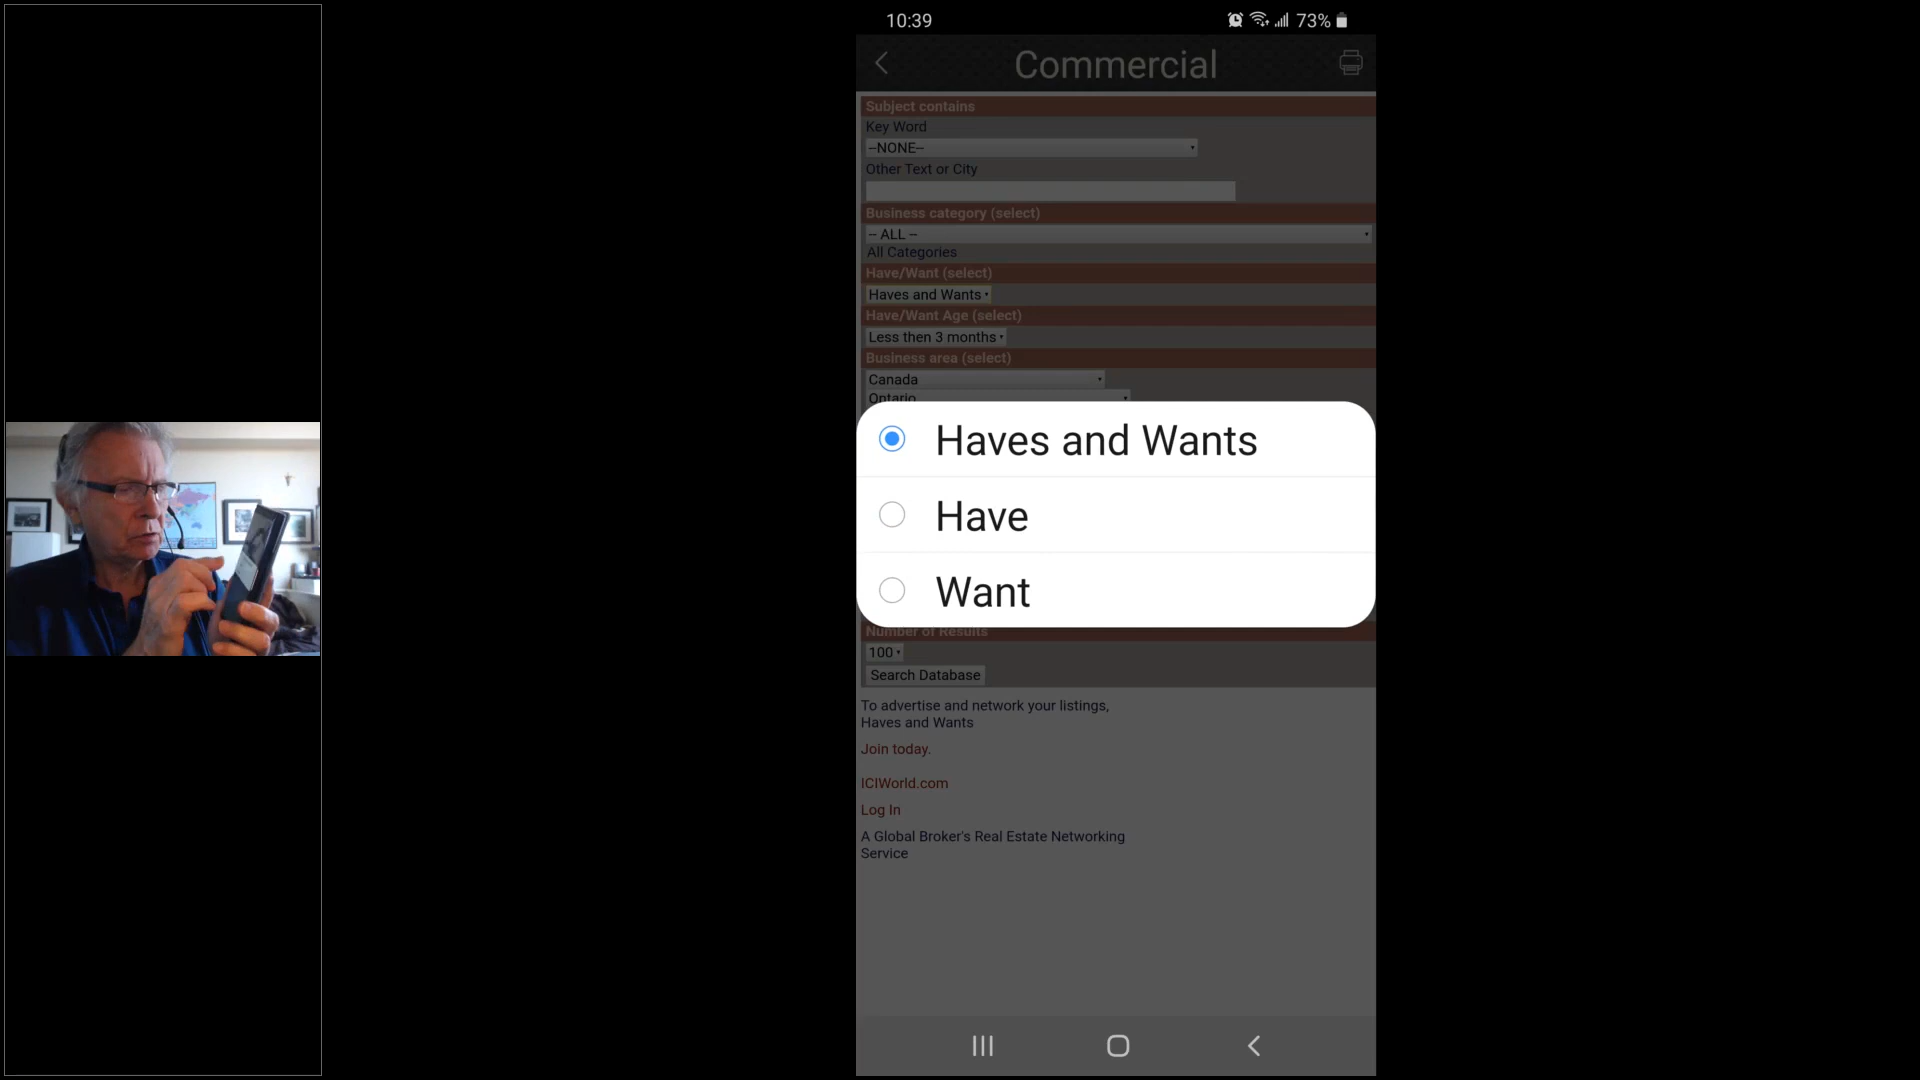 10:39
73%
Commercial
Subject contains
Key Word
--NONE--
Other Text or City
Business category (select)
-- ALL --
All Categories
Have/Want (select)
Haves and Wants
Have/Want Age (select)
Less then 3 months
Business area (select)
Canada
Ontario
Haves and Wants
Have
Want
Number of Results
100
Search Database
To advertise and network your listings,
Haves and Wants
Join today.
ICIWorld.com
Log In
A Global Broker's Real Estate Networking
Service